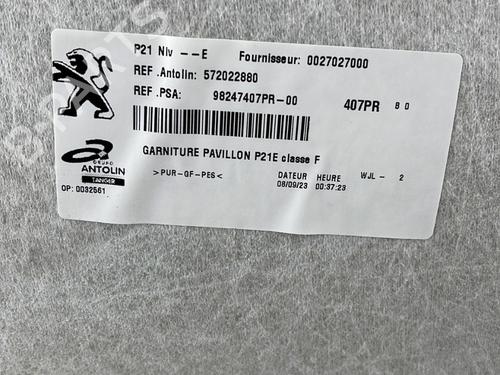 P21 Niv --E Fournisseur: 0027027000
REF.Antolin: 572022880
REF.PSA: 98247407PR-00 407PR B 0
GARNITURE PAVILLON P21E classe F
GRUPO
ANTOLIN
TANGER
>PUR-GF-PES< DATEUR HEURE WJL - 2
08/09/23 00:37:23
OP: 0032561